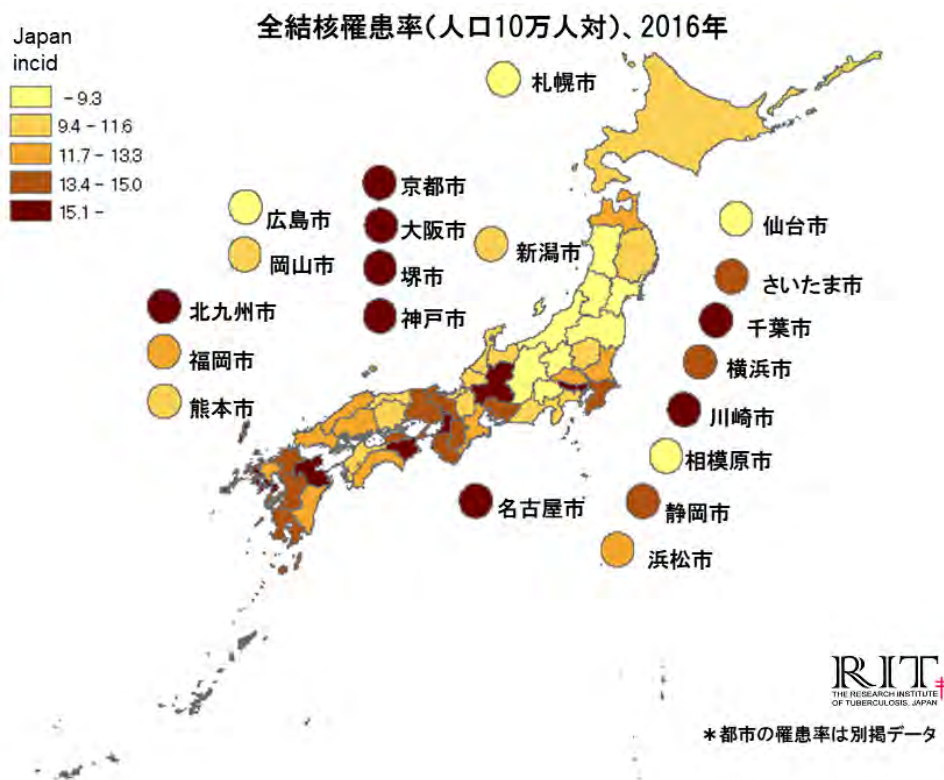 全結核罹患率(人口10万人対)、2016年
Japan
incid
- 9.3
9.4 - 11.6
11.7 - 13.3
13.4 - 15.0
15.1 -
札幌市
京都市
広島市
大阪市
仙台市
新潟市
岡山市
堺市
さいたま市
北九州市
神戸市
千葉市
福岡市
横浜市
熊本市
川崎市
相模原市
名古屋市
静岡市
浜松市
RIT
THE RESEARCH INSTITUTE
OF TUBERCULOSIS, JAPAN
*都市の罹患率は別掲データ